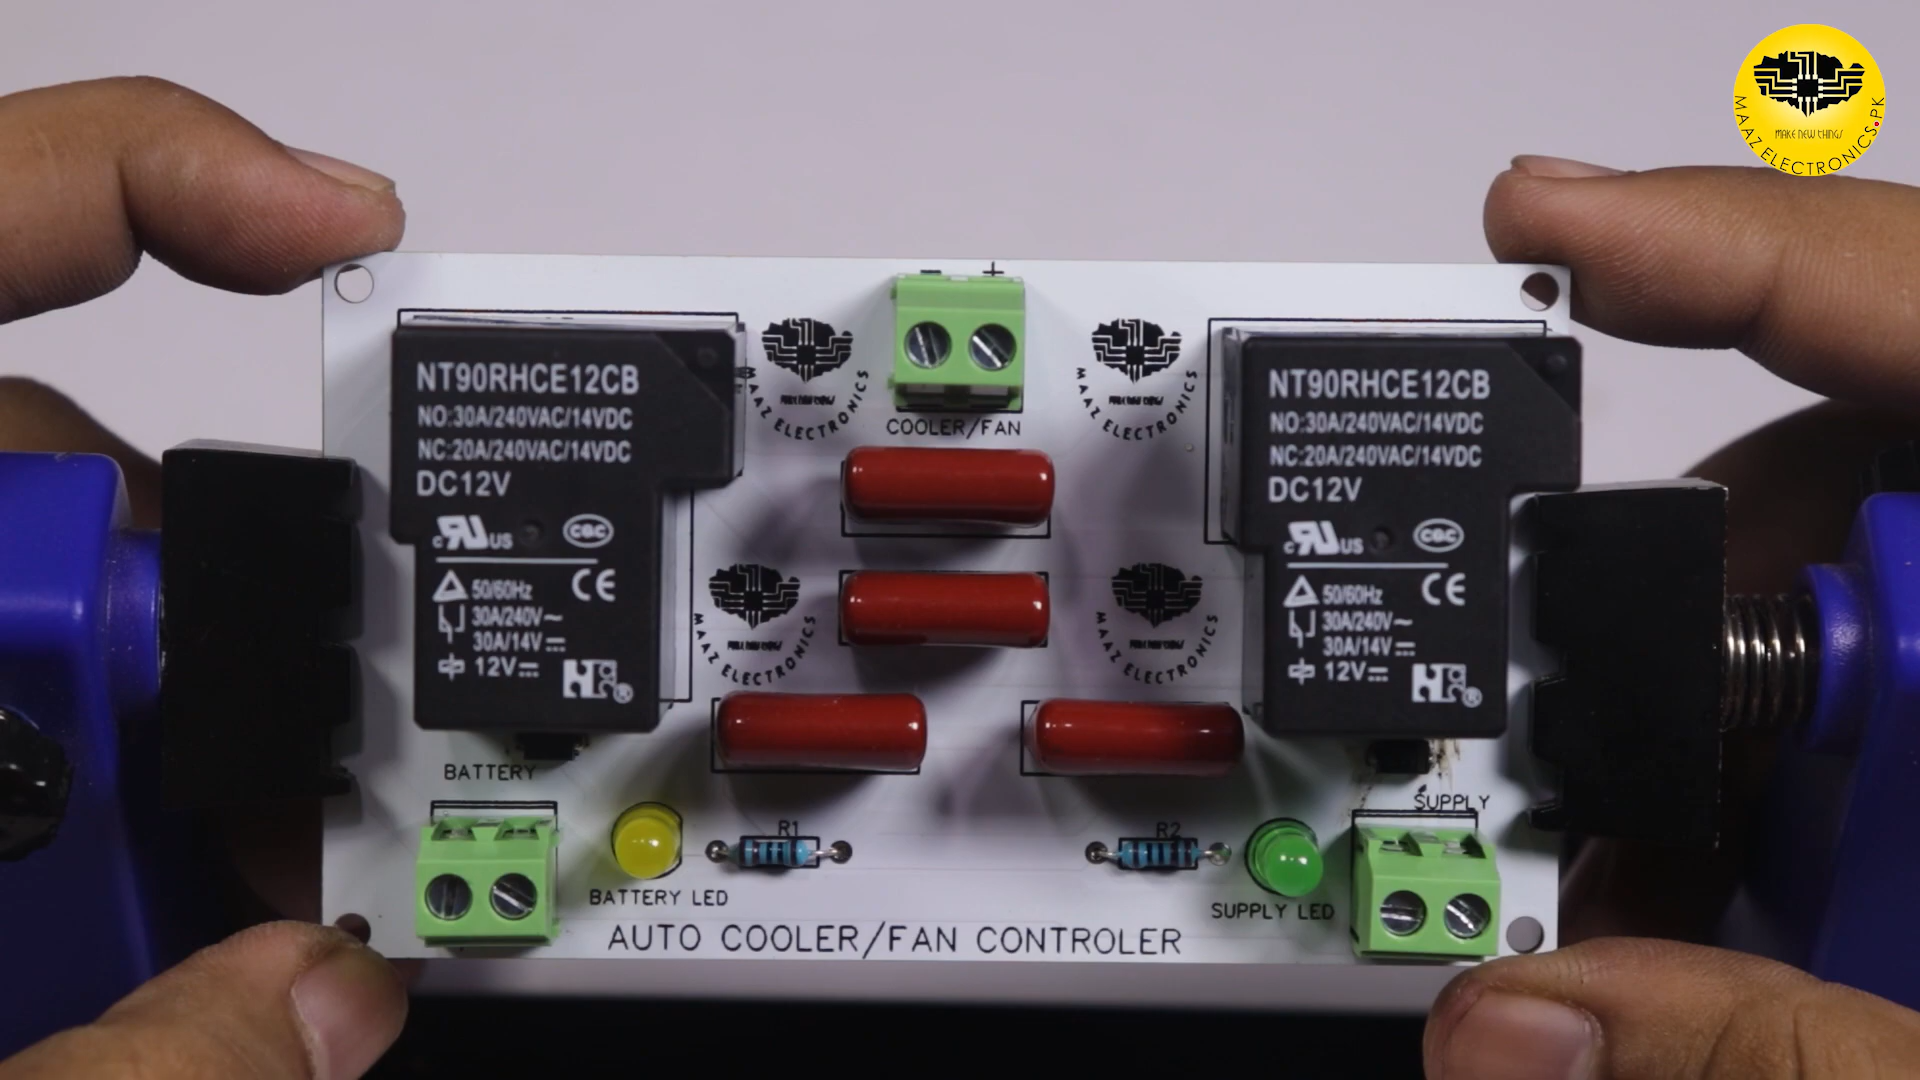 MAKE NEW THINGS
MAAZ ELECTRONICS.PK
- +
COOLER/FAN
NT90RHCE12CB
NO:30A/240VAC/14VDC
NC:20A/240VAC/14VDC
DC12V
c RU US CQC
50/60Hz CE
30A/240V~
30A/14V⎓
12V⎓
®
MAAZ ELECTRONICS
MAAZ ELECTRONICS
NT90RHCE12CB
NO:30A/240VAC/14VDC
NC:20A/240VAC/14VDC
DC12V
c RU US CQC
50/60Hz CE
30A/240V~
30A/14V⎓
12V⎓
®
MAAZ ELECTRONICS
MAAZ ELECTRONICS
BATTERY
SUPPLY
R1
R2
BATTERY LED
SUPPLY LED
AUTO COOLER/FAN CONTROLER